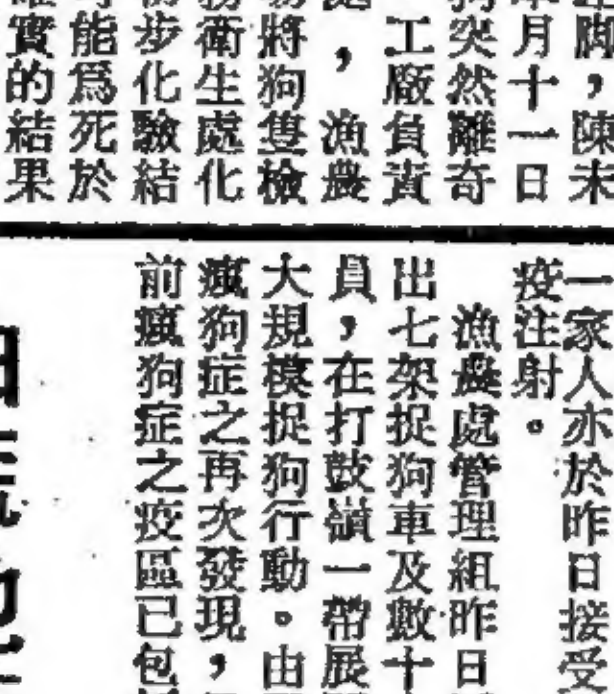 脚，陳未
月十一日
突然離奇
工廠負責
，漁農
將狗隻檢
衞生處化
步化驗結
能爲死於
實的結果
一家人亦於昨日接受
疫注射。
漁農處管理組昨日
出七架捉狗車及數十
員，在打鼓嶺一帶展
大規模捉狗行動。由
瘋狗症之再次發現，
前瘋狗症之疫區已包